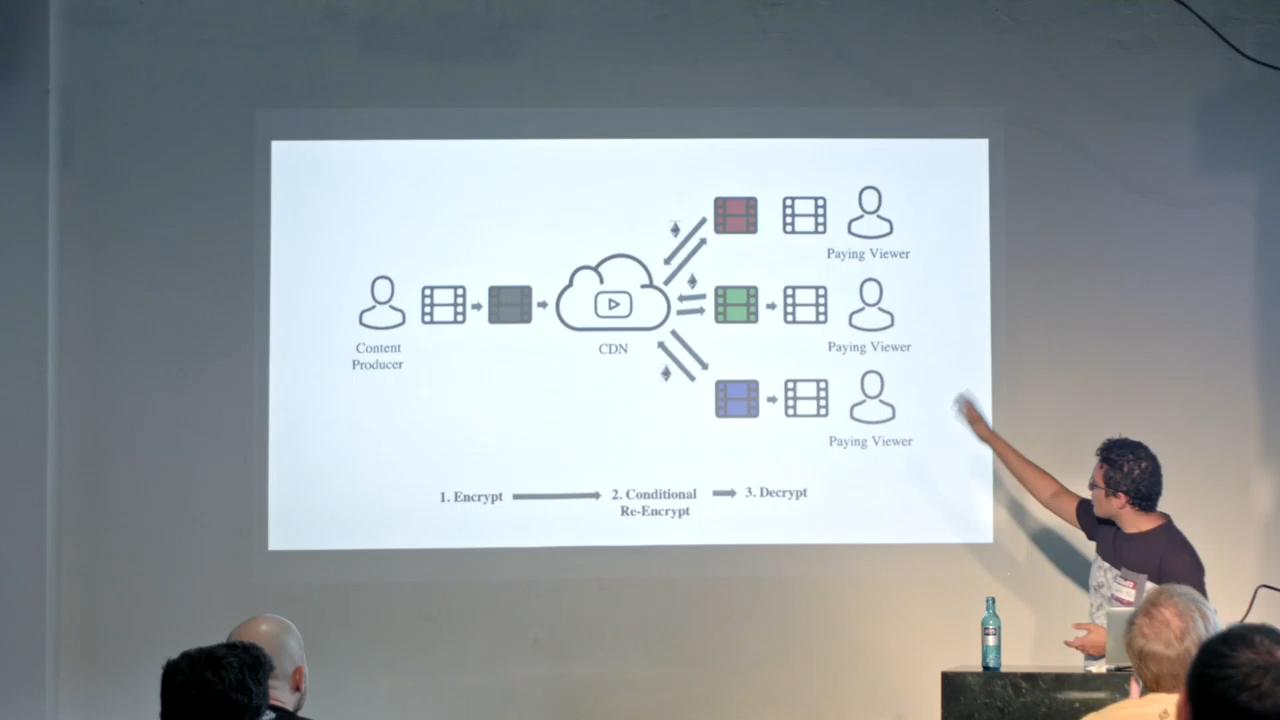 Paying Viewer
Content
Producer
CDN
Paying Viewer
Paying Viewer
1. Encrypt
2. Conditional
Re-Encrypt
3. Decrypt